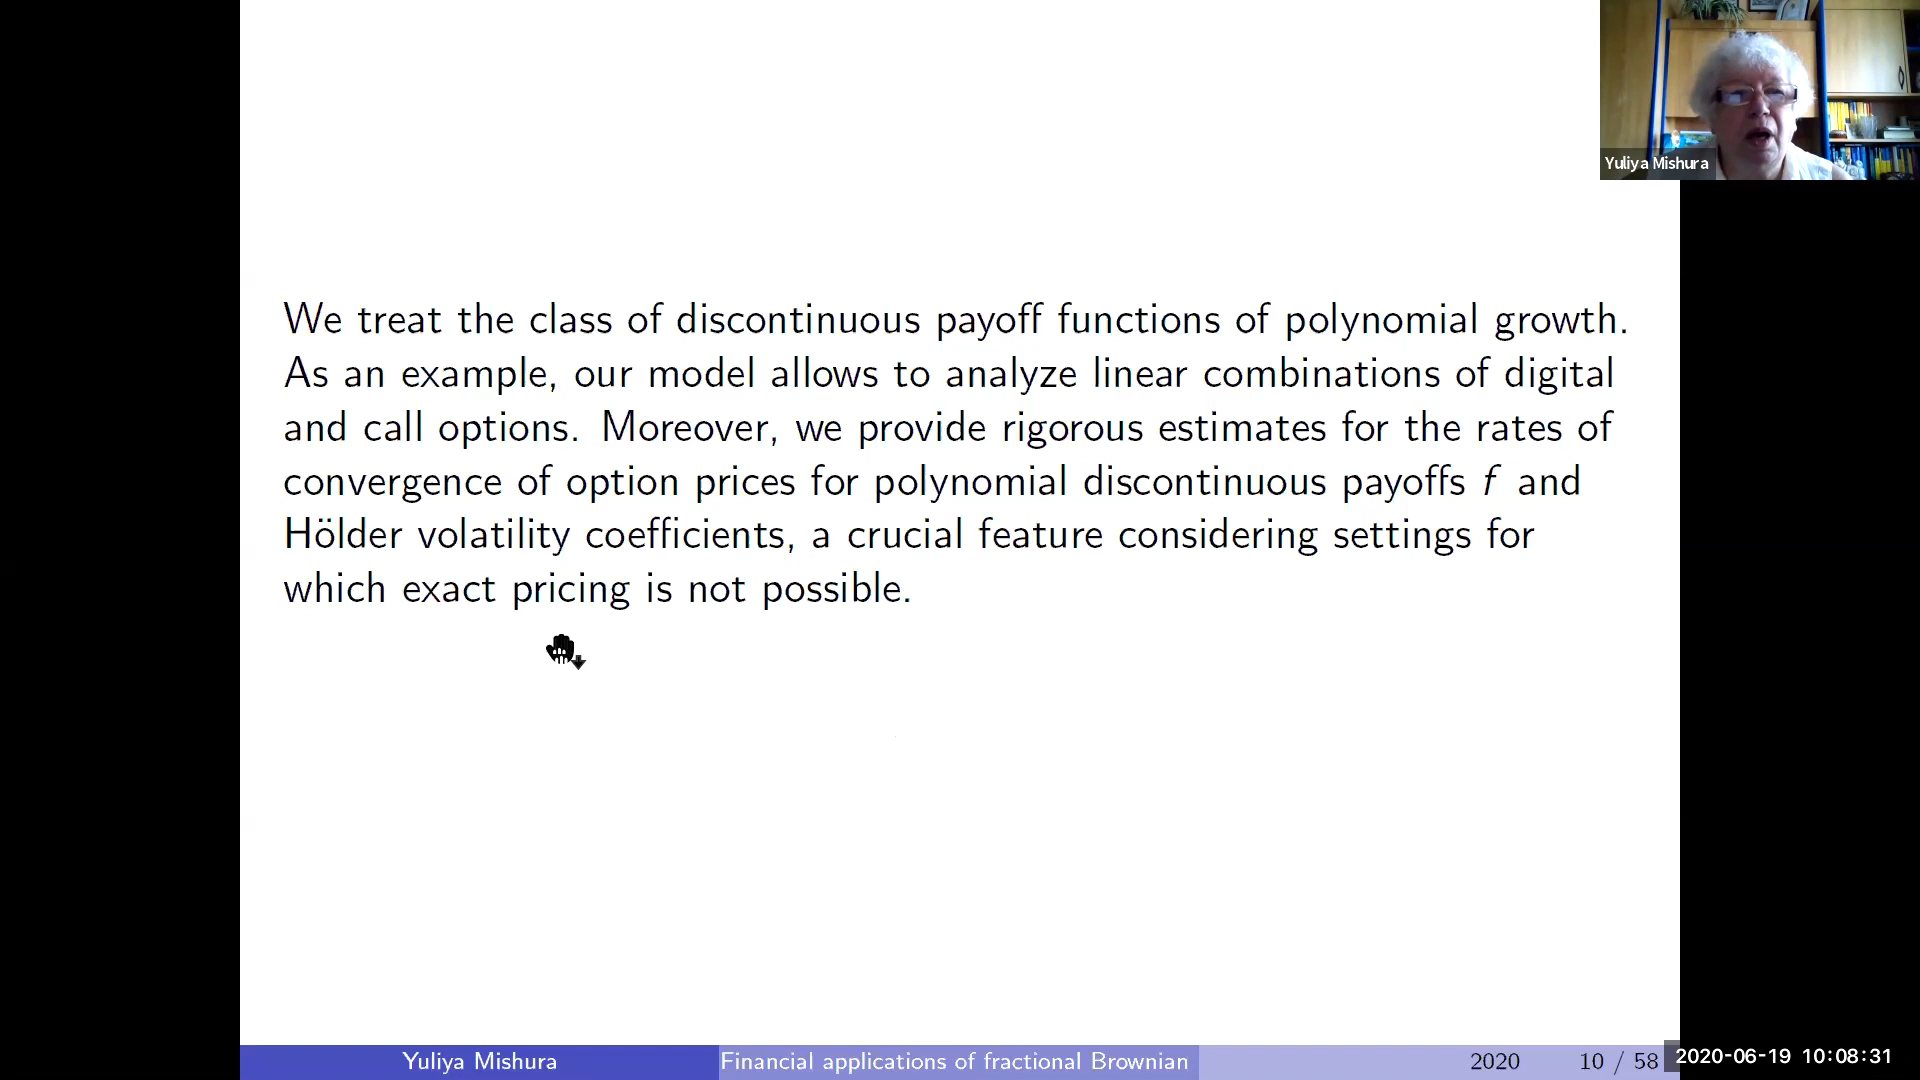 Yuliya Mishura
We treat the class of discontinuous payoff functions of polynomial growth.
As an example, our model allows to analyze linear combinations of digital
and call options. Moreover, we provide rigorous estimates for the rates of
convergence of option prices for polynomial discontinuous payoffs f and
Hölder volatility coefficients, a crucial feature considering settings for
which exact pricing is not possible.
Yuliya Mishura Financial applications of fractional Brownian 2020 10 / 58 2020-06-19 10:08:31